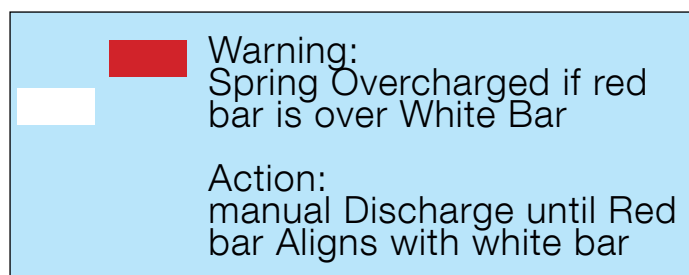 Warning:
Spring Overcharged if red
bar is over White Bar
Action:
manual Discharge until Red
bar Aligns with white bar